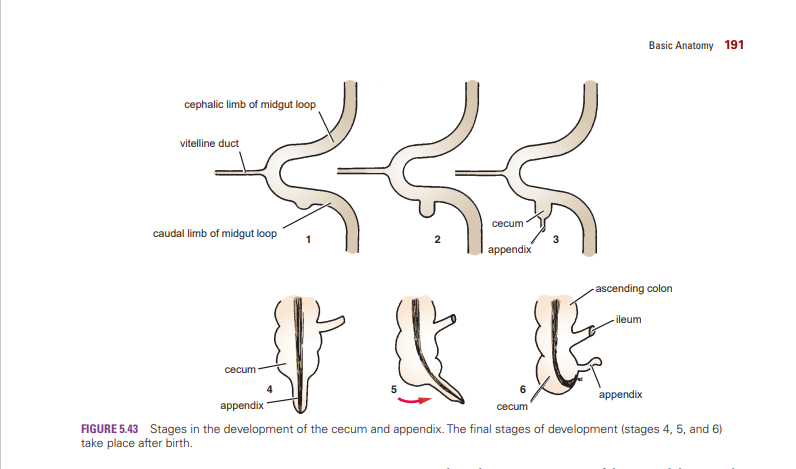 Basic Anatomy 191
cephalic limb of midgut loop
vitelline duct
caudal limb of midgut loop
1
2
cecum
appendix
3
ascending colon
ileum
cecum
appendix
4
5
6
cecum
appendix
FIGURE 5.43 Stages in the development of the cecum and appendix. The final stages of development (stages 4, 5, and 6)
take place after birth.